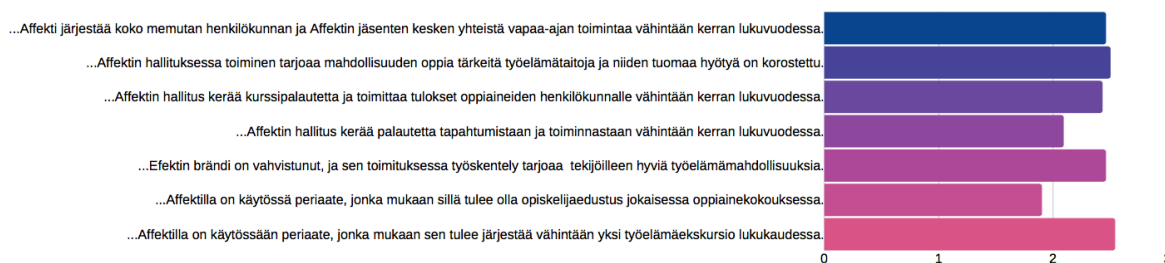 ...Affekti järjestää koko memutan henkilökunnan ja Affektin jäsenten kesken yhteistä vapaa-ajan toimintaa vähintään kerran lukuvuodessa.
...Affektin hallituksessa toiminen tarjoaa mahdollisuuden oppia tärkeitä työelämätaitoja ja niiden tuomaa hyötyä on korostettu.
...Affektin hallitus kerää kurssipalautetta ja toimittaa tulokset oppiaineiden henkilökunnalle vähintään kerran lukuvuodessa.
...Affektin hallitus kerää palautetta tapahtumistaan ja toiminnastaan vähintään kerran lukuvuodessa.
...Efektin brändi on vahvistunut, ja sen toimituksessa työskentely tarjoaa  tekijöilleen hyviä työelämämahdollisuuksia.
...Affektilla on käytössä periaate, jonka mukaan sillä tulee olla opiskelijaedustus jokaisessa oppiainekokouksessa.
...Affektilla on käytössään periaate, jonka mukaan sen tulee järjestää vähintään yksi työelämäekskursio lukukaudessa.
0 1 2